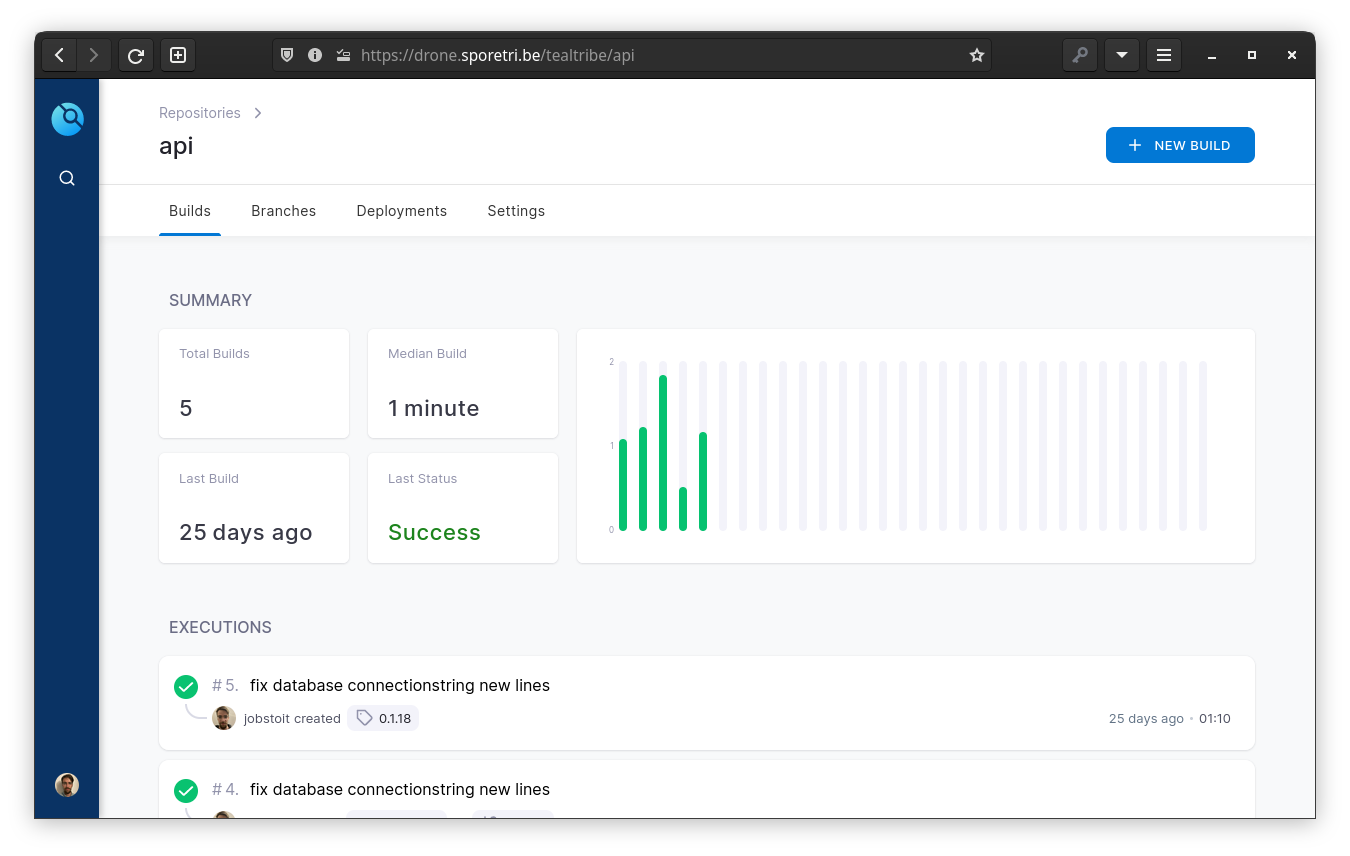 https://drone.sporetri.be/tealtribe/api
Repositories
api
NEW BUILD
Builds Branches Deployments Settings
SUMMARY
Total Builds
5
Median Build
1 minute
Last Build
25 days ago
Last Status
Success
2
1
0
EXECUTIONS
# 5. fix database connectionstring new lines
jobstoit created 0.1.18 25 days ago • 01:10
# 4. fix database connectionstring new lines